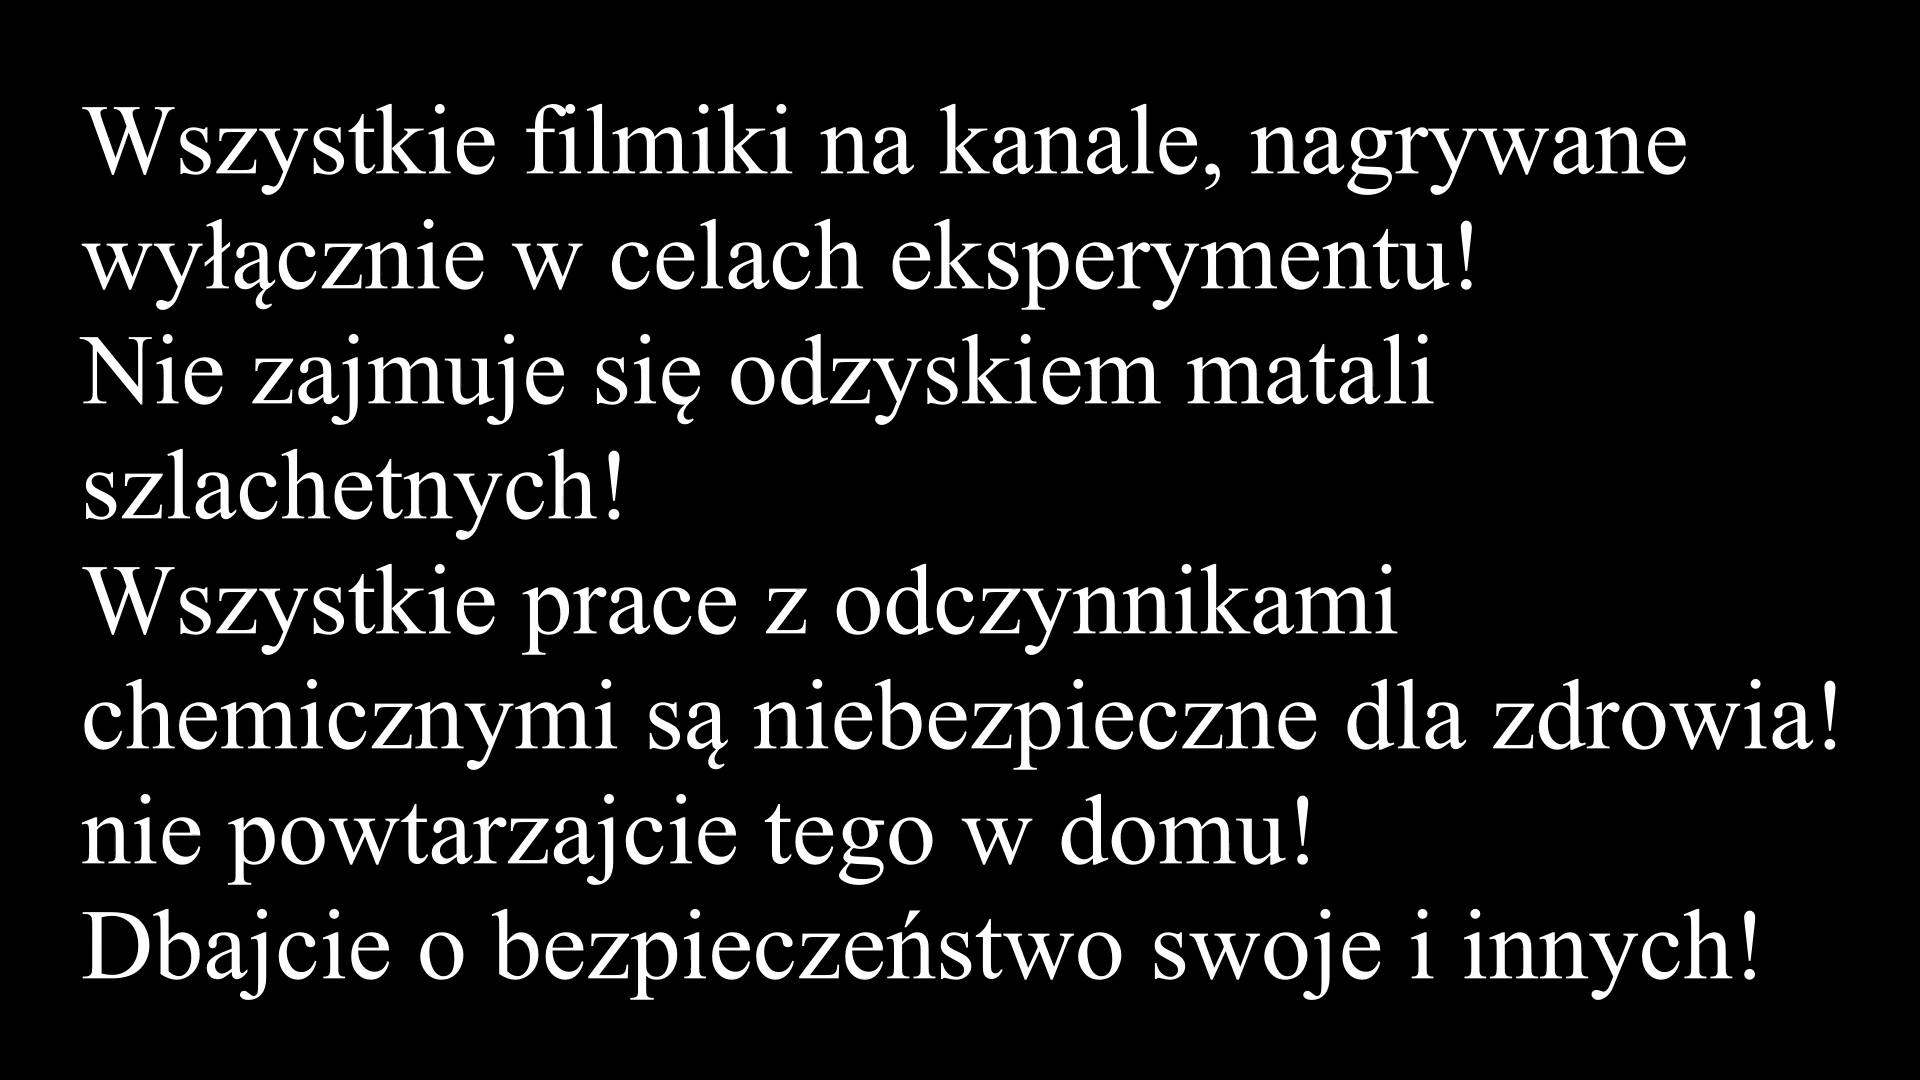 Wszystkie filmiki na kanale, nagrywane
wyłącznie w celach eksperymentu!
Nie zajmuje się odzyskiem matali
szlachetnych!
Wszystkie prace z odczynnikami
chemicznymi są niebezpieczne dla zdrowia!
nie powtarzajcie tego w domu!
Dbajcie o bezpieczeństwo swoje i innych!